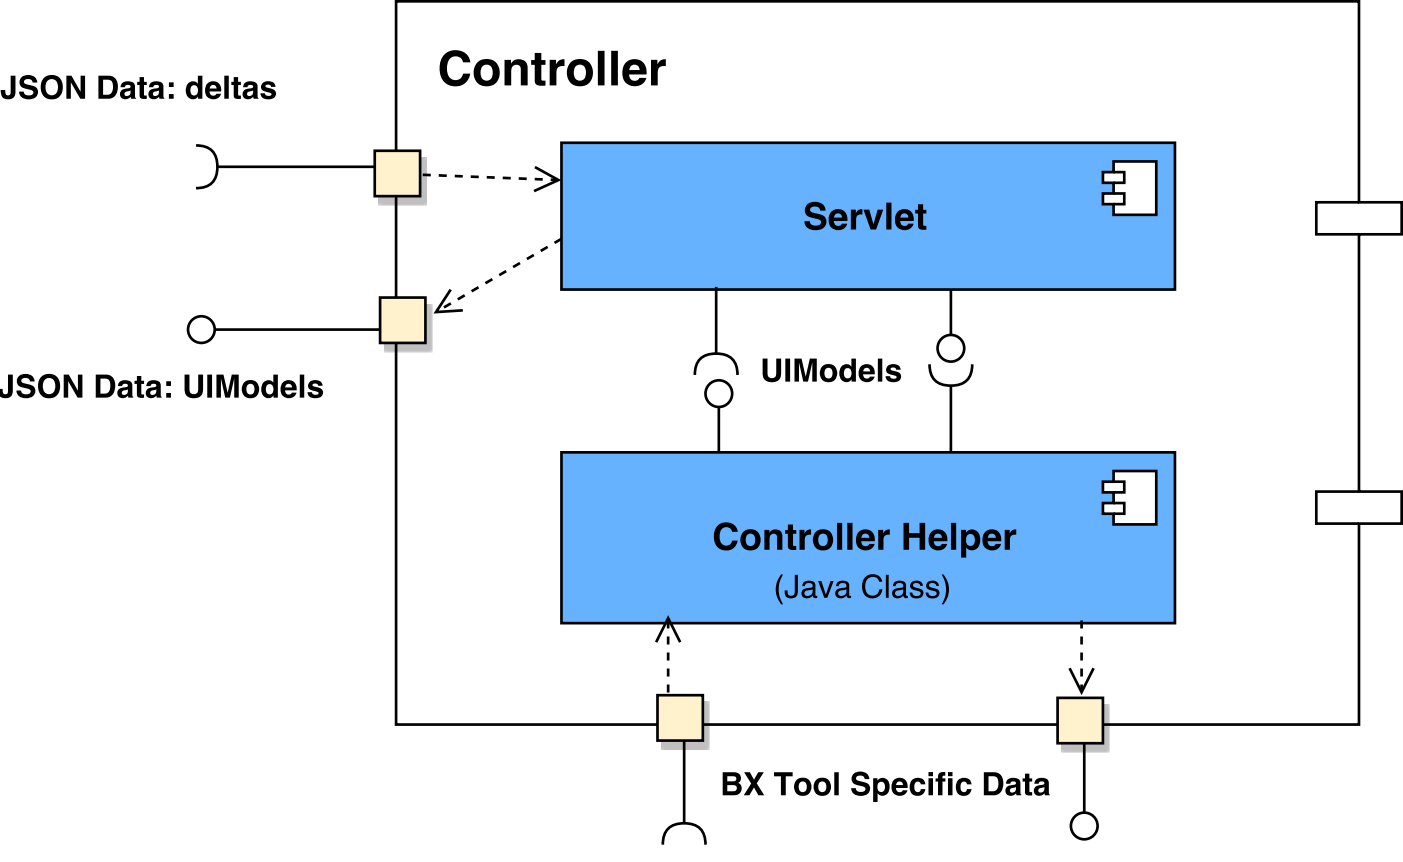 Controller
JSON Data: deltas
Servlet
UIModels
JSON Data: UIModels
Controller Helper
(Java Class)
BX Tool Specific Data